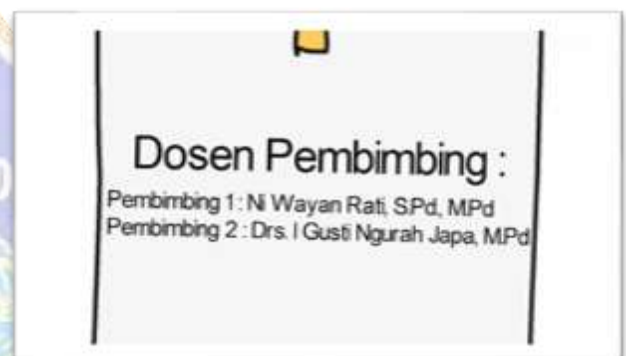 Dosen Pembimbing :
Pembimbing 1 : Ni Wayan Rati, S.Pd, M.Pd
Pembimbing 2 : Drs. I Gusti Ngurah Japa, M.Pd